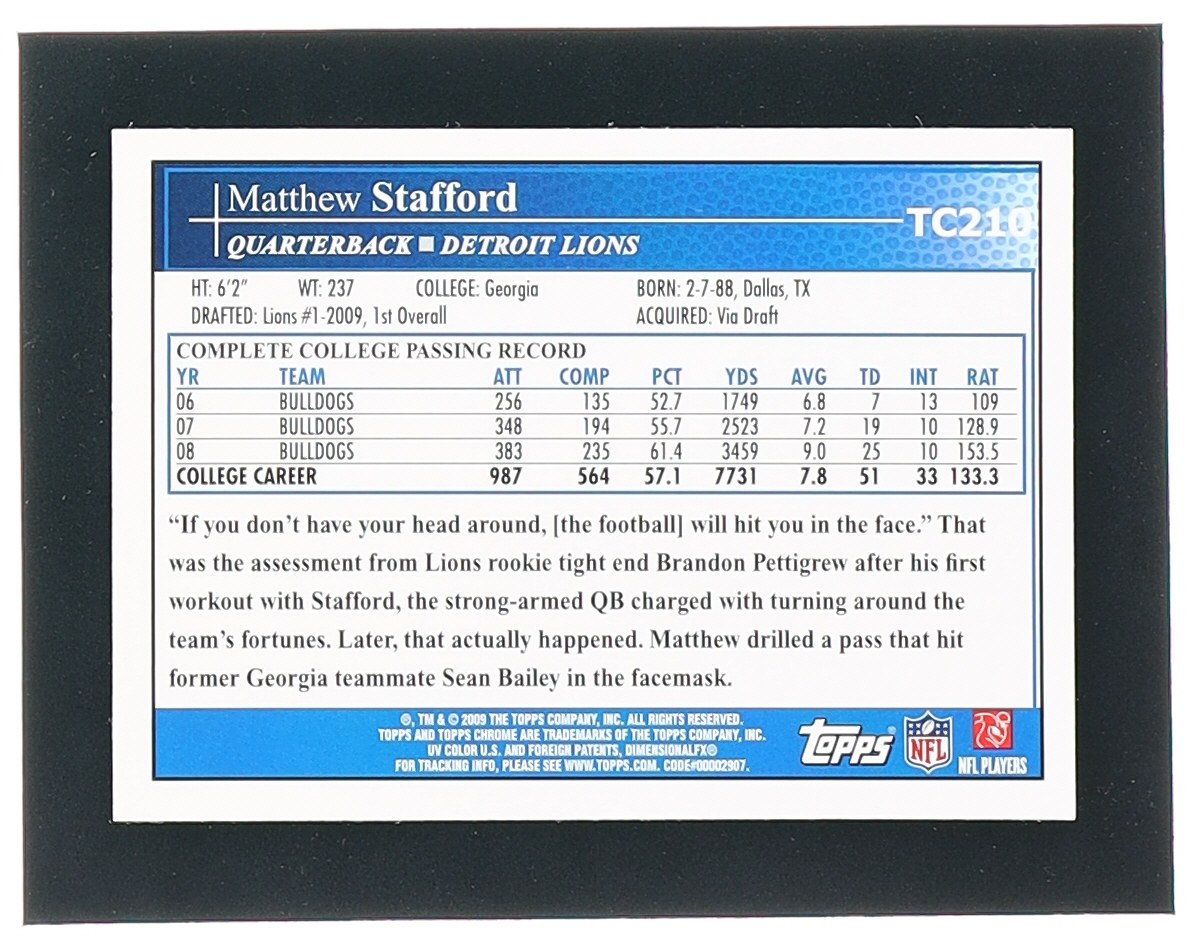 Matthew Stafford
TC210
QUARTERBACK ■ DETROIT LIONS
HT: 6'2" WT: 237 COLLEGE: Georgia BORN: 2-7-88, Dallas, TX
DRAFTED: Lions #1-2009, 1st Overall ACQUIRED: Via Draft
COMPLETE COLLEGE PASSING RECORD
YR TEAM ATT COMP PCT YDS AVG TD INT RAT
06 BULLDOGS 256 135 52.7 1749 6.8 7 13 109
07 BULLDOGS 348 194 55.7 2523 7.2 19 10 128.9
08 BULLDOGS 383 235 61.4 3459 9.0 25 10 153.5
COLLEGE CAREER 987 564 57.1 7731 7.8 51 33 133.3
“If you don’t have your head around, [the football] will hit you in the face.” That
was the assessment from Lions rookie tight end Brandon Pettigrew after his first
workout with Stafford, the strong-armed QB charged with turning around the
team’s fortunes. Later, that actually happened. Matthew drilled a pass that hit
former Georgia teammate Sean Bailey in the facemask.
®, TM & © 2009 THE TOPPS COMPANY, INC. ALL RIGHTS RESERVED.
TOPPS AND TOPPS CHROME ARE TRADEMARKS OF THE TOPPS COMPANY, INC.
UV COLOR U.S. AND FOREIGN PATENTS, DIMENSIONALFX®
FOR TRACKING INFO, PLEASE SEE WWW.TOPPS.COM. CODE#00002907.
Topps®
NFL
NFL PLAYERS